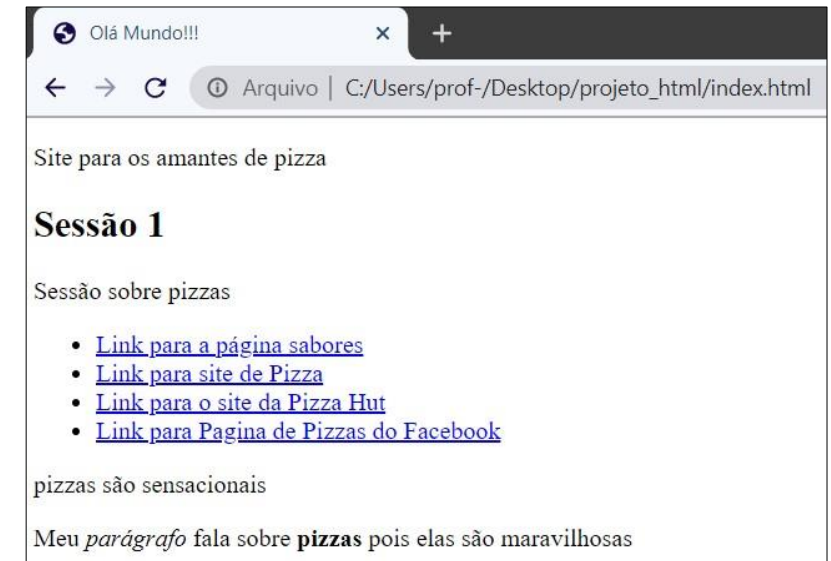 Olá Mundo!!!
Arquivo | C:/Users/prof-/Desktop/projeto_html/index.html
Site para os amantes de pizza
Sessão 1
Sessão sobre pizzas
Link para a página sabores
Link para site de Pizza
Link para o site da Pizza Hut
Link para Pagina de Pizzas do Facebook
pizzas são sensacionais
Meu parágrafo fala sobre pizzas pois elas são maravilhosas